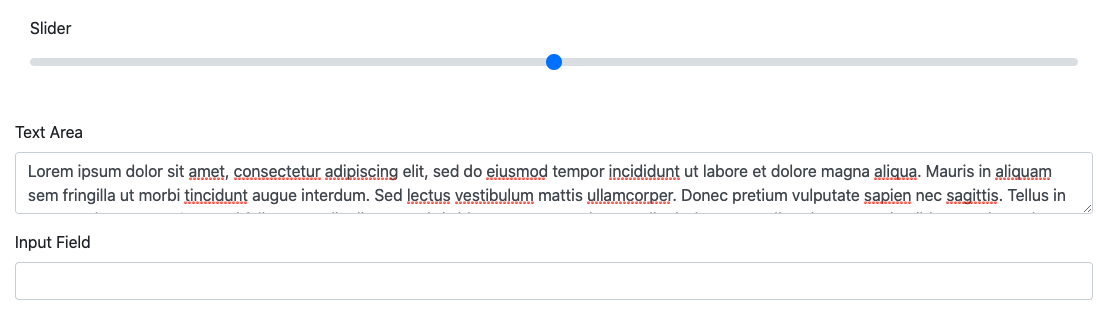 Slider
Text Area
Lorem ipsum dolor sit amet, consectetur adipiscing elit, sed do eiusmod tempor incididunt ut labore et dolore magna aliqua. Mauris in aliquam
sem fringilla ut morbi tincidunt augue interdum. Sed lectus vestibulum mattis ullamcorper. Donec pretium vulputate sapien nec sagittis. Tellus in
Input Field